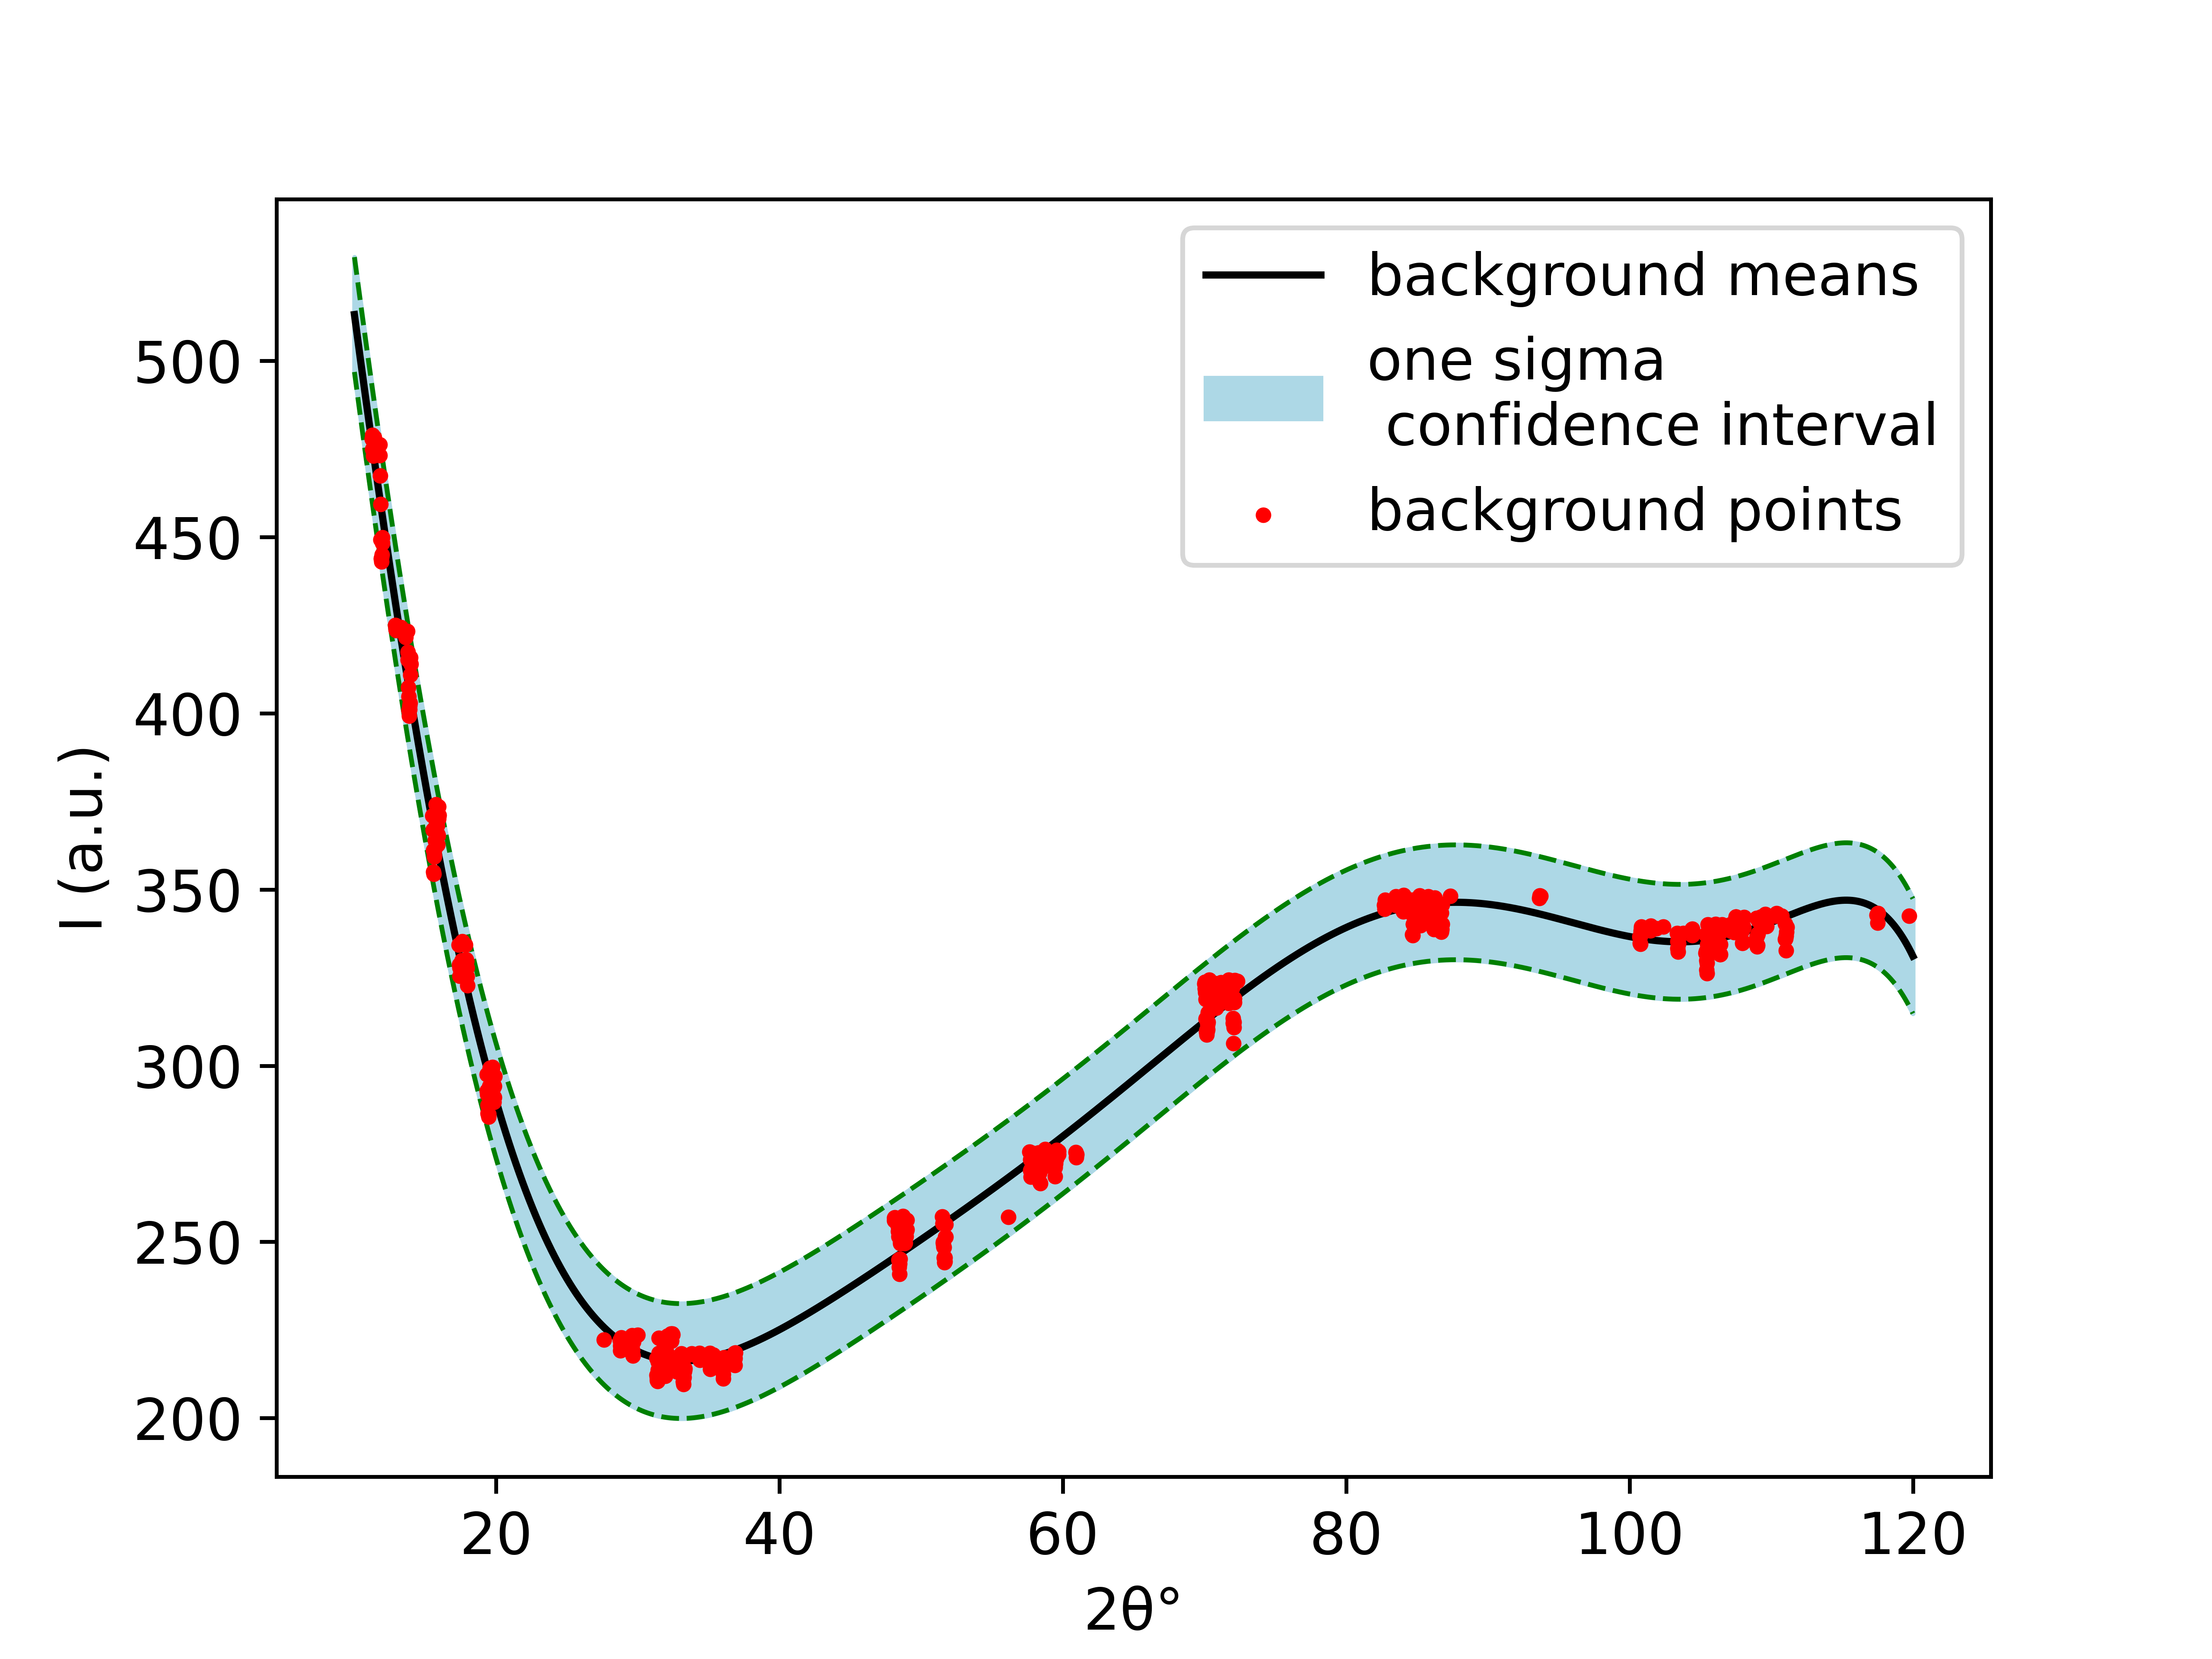 background means
one sigma
confidence interval
background points
500
450
400
350
300
250
200
I (a.u.)
20 40 60 80 100 120
2θ°